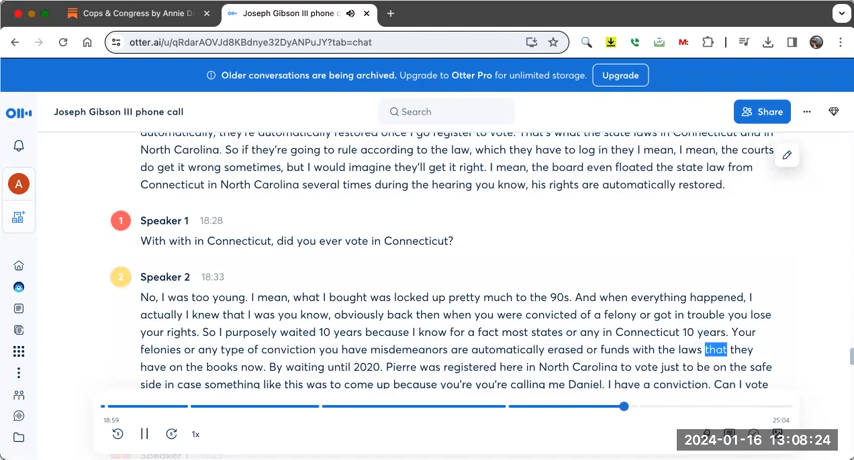 Cops & Congress by Annie D
Joseph Gibson III phone c
otter.ai/u/qRdarAOVJd8KBdnye32DyANPuJY?tab=chat
M:
Older conversations are being archived. Upgrade to Otter Pro for unlimited storage.
Upgrade
Joseph Gibson III phone call
Search
Share
automatically, they're automatically restored once I go register to vote. That's what the state laws in Connecticut and in
North Carolina. So if they're going to rule according to the law, which they have to log in they I mean, I mean, the courts
do get it wrong sometimes, but I would imagine they'll get it right. I mean, the board even floated the state law from
Connecticut in North Carolina several times during the hearing you know, his rights are automatically restored.
A
1 Speaker 1 18:28
With with in Connecticut, did you ever vote in Connecticut?
2 Speaker 2 18:33
No, I was too young. I mean, what I bought was locked up pretty much to the 90s. And when everything happened, I
actually I knew that I was you know, obviously back then when you were convicted of a felony or got in trouble you lose
your rights. So I purposely waited 10 years because I know for a fact most states or any in Connecticut 10 years. Your
felonies or any type of conviction you have misdemeanors are automatically erased or funds with the laws that they
have on the books now. By waiting until 2020. Pierre was registered here in North Carolina to vote just to be on the safe
side in case something like this was to come up because you're you're calling me Daniel. I have a conviction. Can I vote
18:59
25:04
5
5
1x
2024-01-16 13:08:24